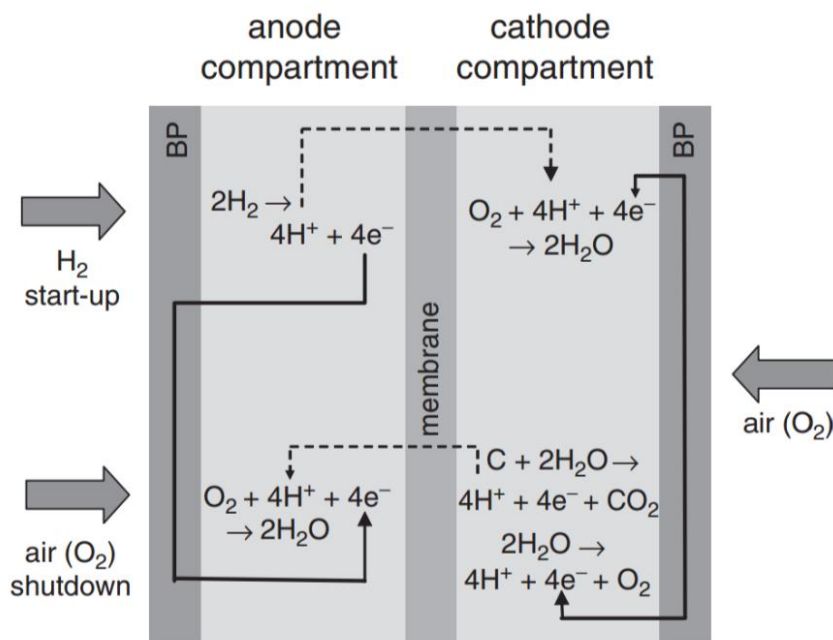 anode
compartment
cathode
compartment
BP
BP
2H₂ →
4H⁺ + 4e⁻
O₂ + 4H⁺ + 4e⁻
→ 2H₂O
H₂
start-up
membrane
air (O₂)
O₂ + 4H⁺ + 4e⁻
→ 2H₂O
C + 2H₂O →
4H⁺ + 4e⁻ + CO₂
2H₂O →
4H⁺ + 4e⁻ + O₂
air (O₂)
shutdown